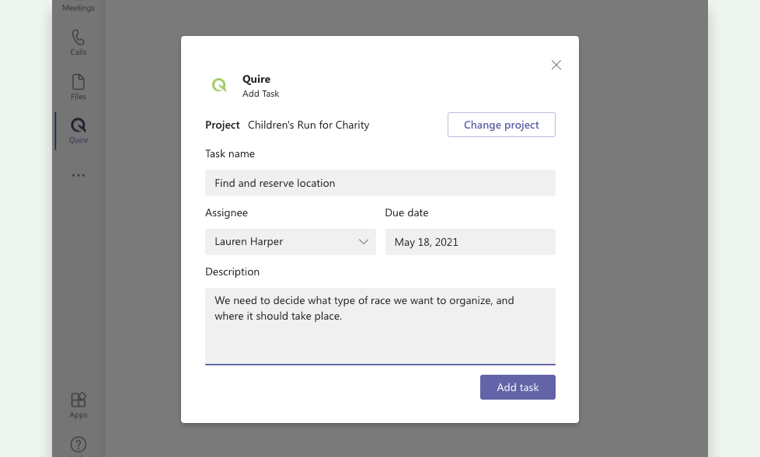 Meetings
Calls
Files
Quire
Apps
Quire
Add Task
Project Children's Run for Charity
Change project
Task name
Find and reserve location
Assignee
Due date
Lauren Harper
May 18, 2021
Description
We need to decide what type of race we want to organize, and
where it should take place.
Add task